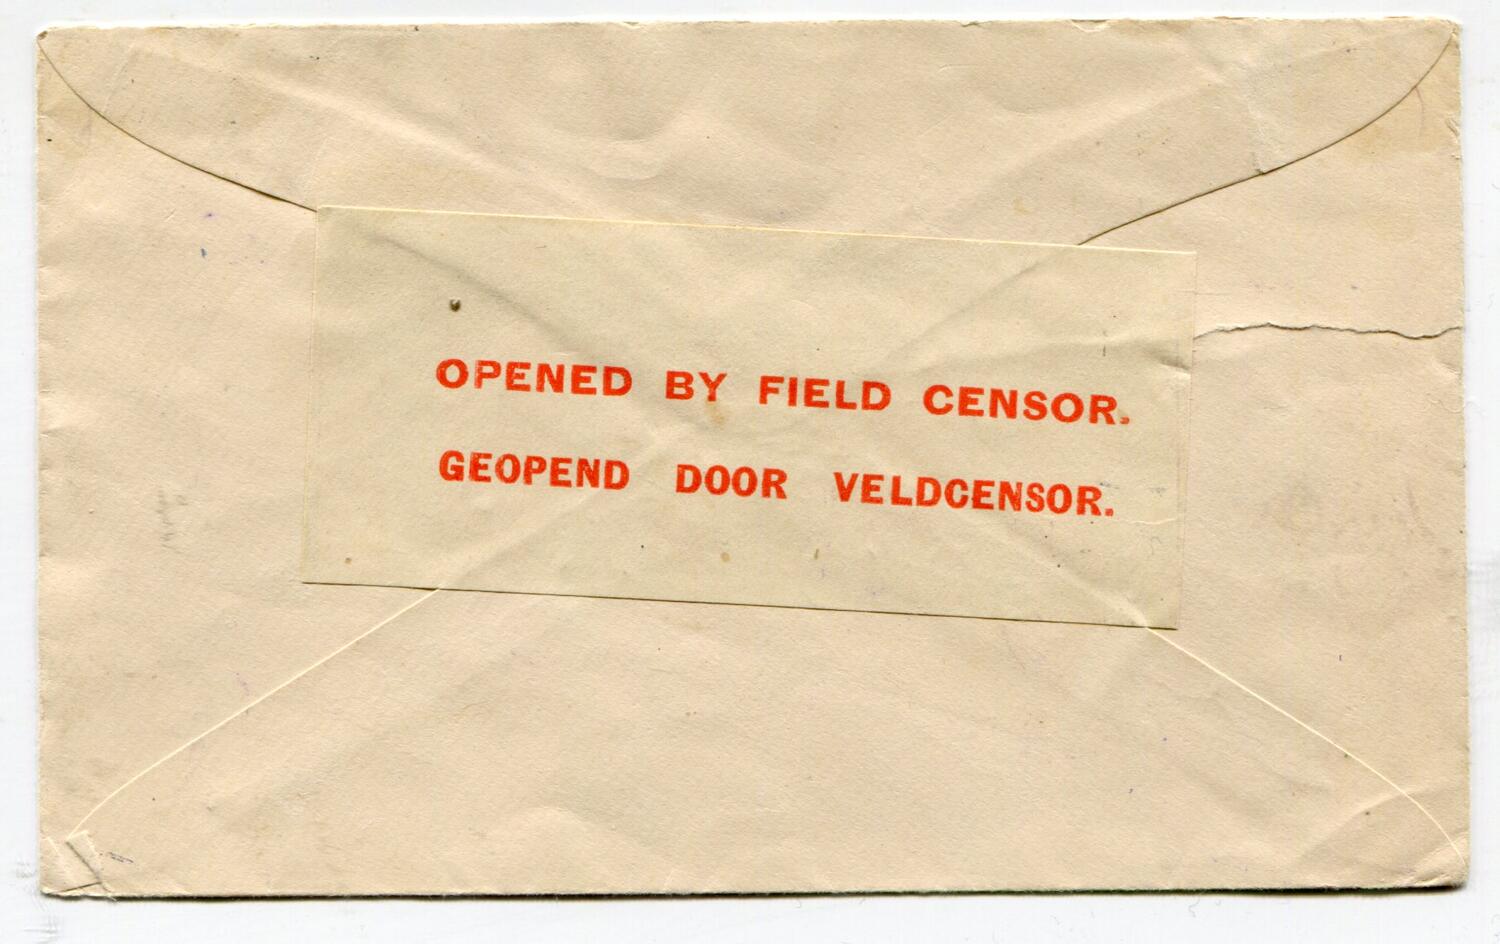 OPENED BY FIELD CENSOR.
GEOPEND DOOR VELDCENSOR.